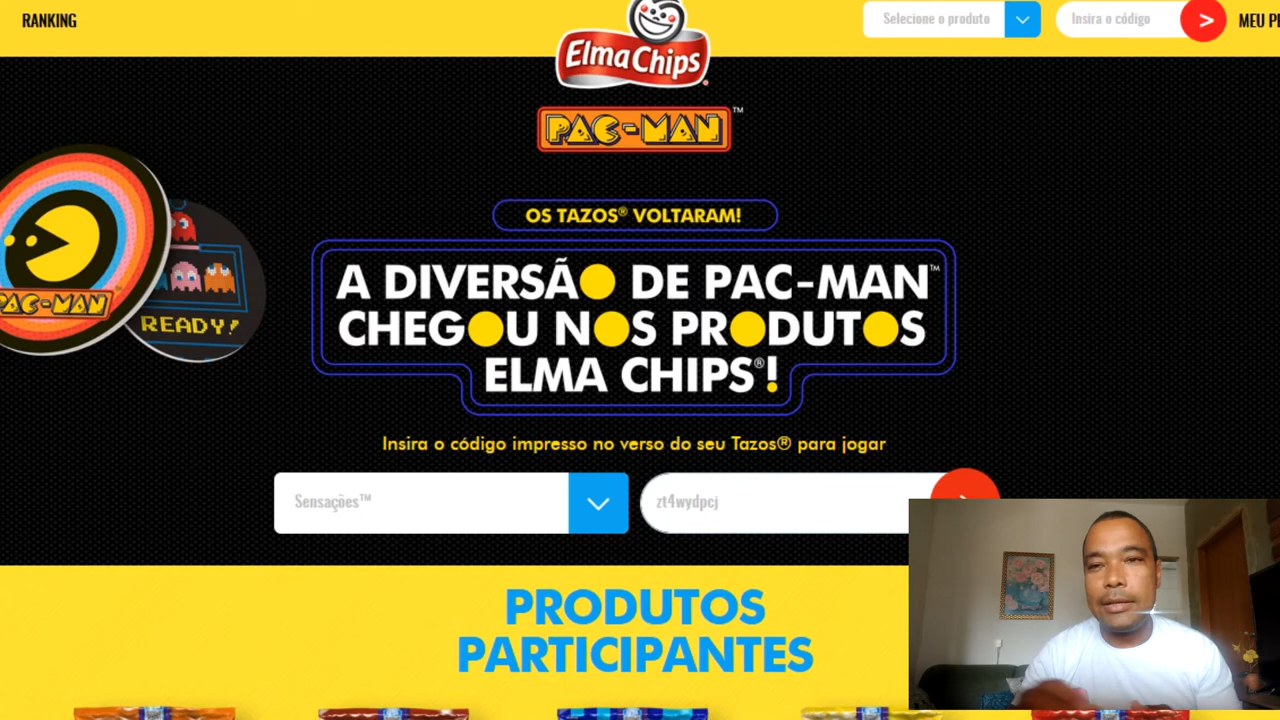 RANKING
Selecione o produto
Insira o código
>
MEU PE
Elma Chips
PAC-MAN™
OS TAZOS® VOLTARAM!
A DIVERSÃO DE PAC-MAN™
CHEGOU NOS PRODUTOS
ELMA CHIPS®!
PAC-MAN
READY!
Insira o código impresso no verso do seu Tazos® para jogar
Sensações™
zt4wydpcj
PRODUTOS
PARTICIPANTES